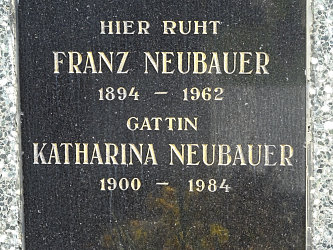 HIER RUHT
FRANZ NEUBAUER
1894 – 1962
GATTIN
KATHARINA NEUBAUER
1900 – 1984